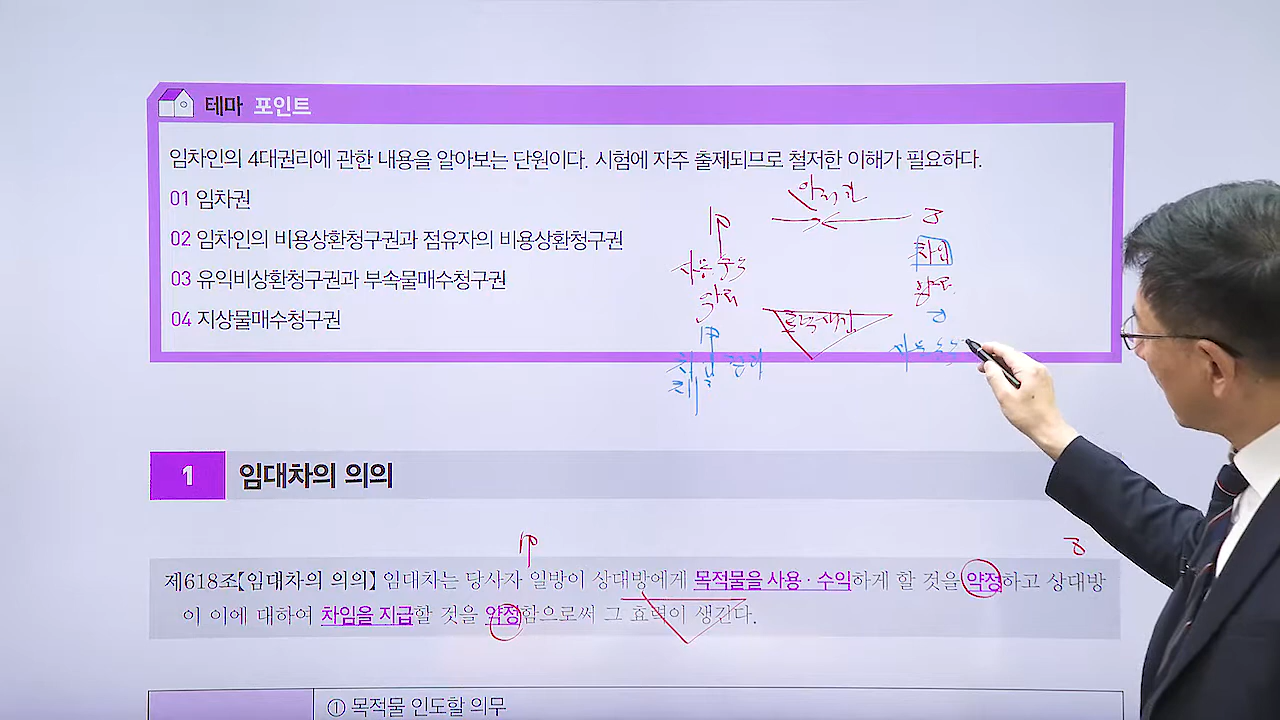 테마 포인트
임차인의 4대권리에 관한 내용을 알아보는 단원이다. 시험에 자주 출제되므로 철저한 이해가 필요하다.
01 임차권
02 임차인의 비용상환청구권과 점유자의 비용상환청구권
03 유익비상환청구권과 부속물매수청구권
04 지상물매수청구권
甲
乙
차임
甲
1 임대차의 의의
甲
乙
제618조【임대차의 의의】 임대차는 당사자 일방이 상대방에게 목적물을 사용·수익하게 할 것을 약정하고 상대방
이 이에 대하여 차임을 지급할 것을 약정함으로써 그 효력이 생긴다.
① 목적물 인도할 의무